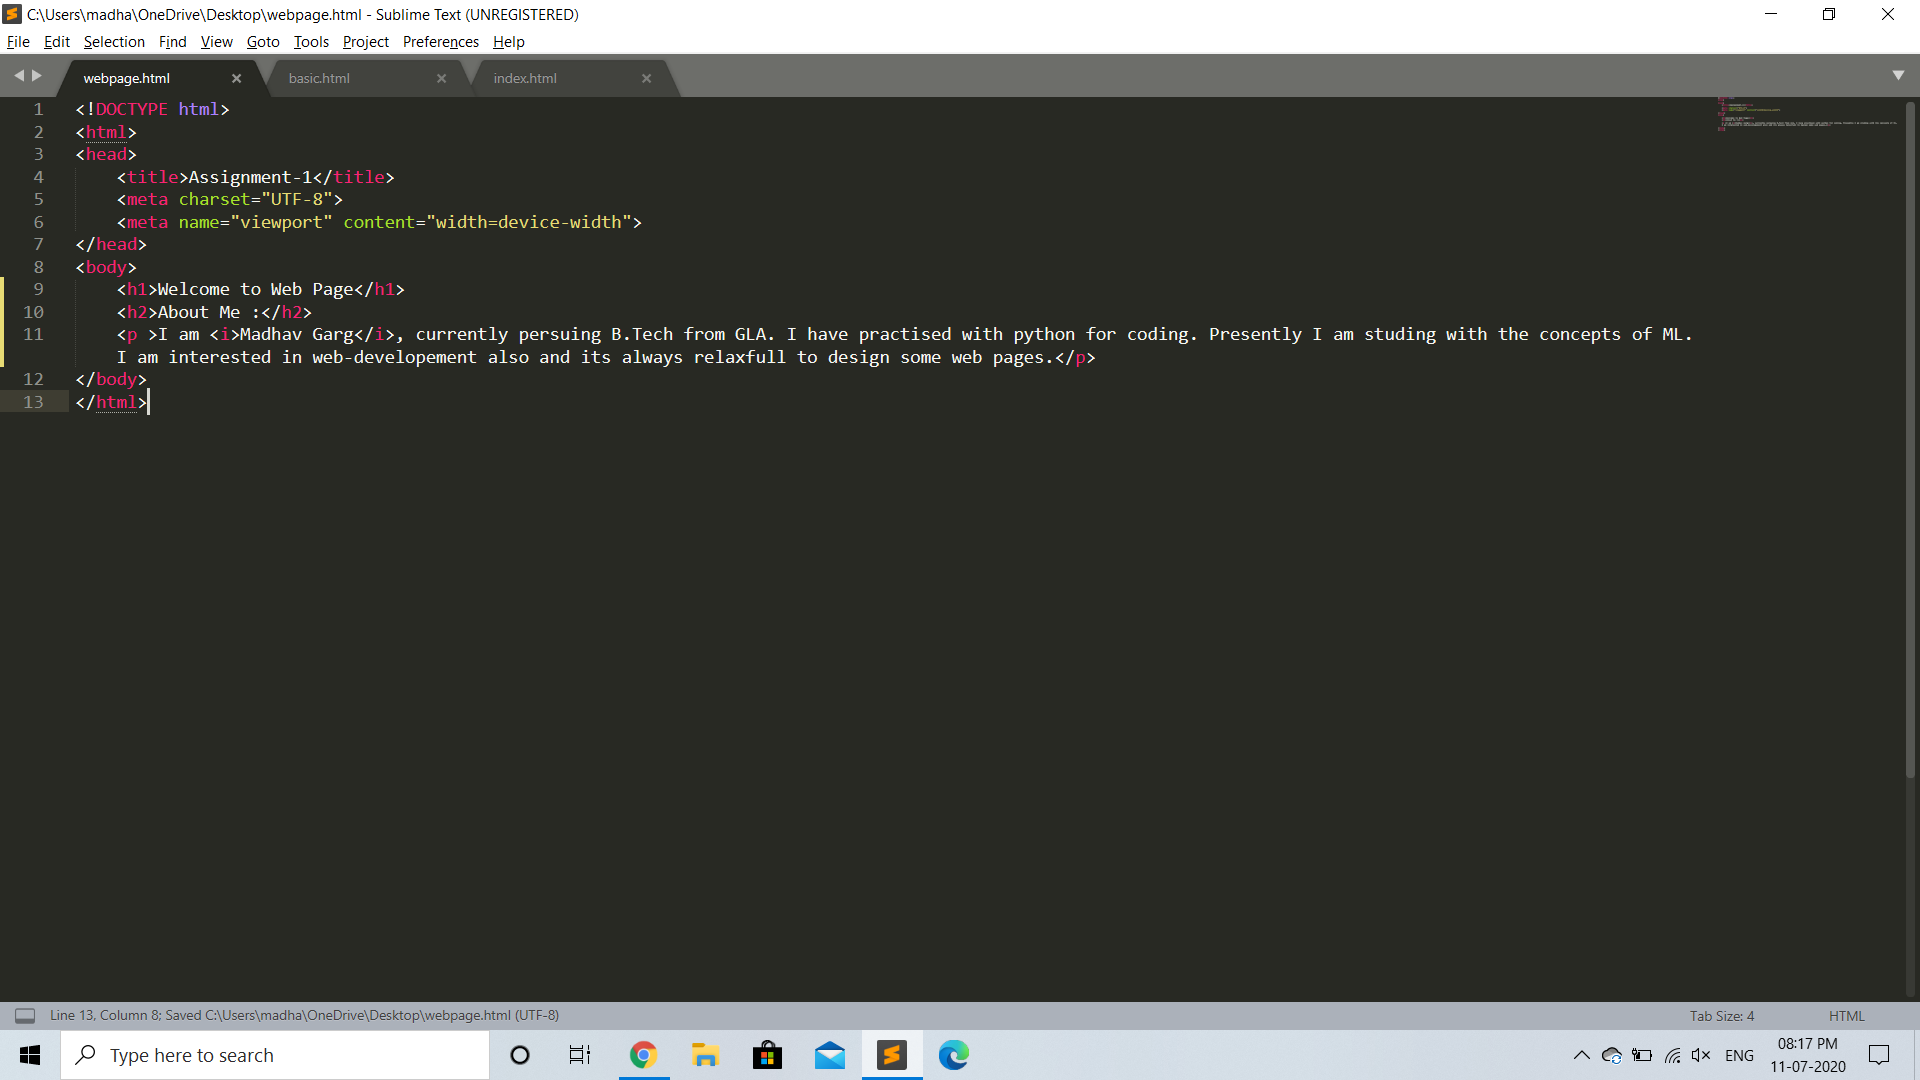 C:\Users\madha\OneDrive\Desktop\webpage.html - Sublime Text (UNREGISTERED)
File Edit Selection Find View Goto Tools Project Preferences Help
webpage.html × basic.html × index.html ×
1 <!DOCTYPE html>
2 <html>
3 <head>
4 <title>Assignment-1</title>
5 <meta charset="UTF-8">
6 <meta name="viewport" content="width=device-width">
7 </head>
8 <body>
9 <h1>Welcome to Web Page</h1>
10 <h2>About Me :</h2>
11 <p >I am <i>Madhav Garg</i>, currently persuing B.Tech from GLA. I have practised with python for coding. Presently I am studing with the concepts of ML.
I am interested in web-developement also and its always relaxfull to design some web pages.</p>
12 </body>
13 </html>
Line 13, Column 8; Saved C:\Users\madha\OneDrive\Desktop\webpage.html (UTF-8) Tab Size: 4 HTML
Type here to search
ENG
08:17 PM
11-07-2020